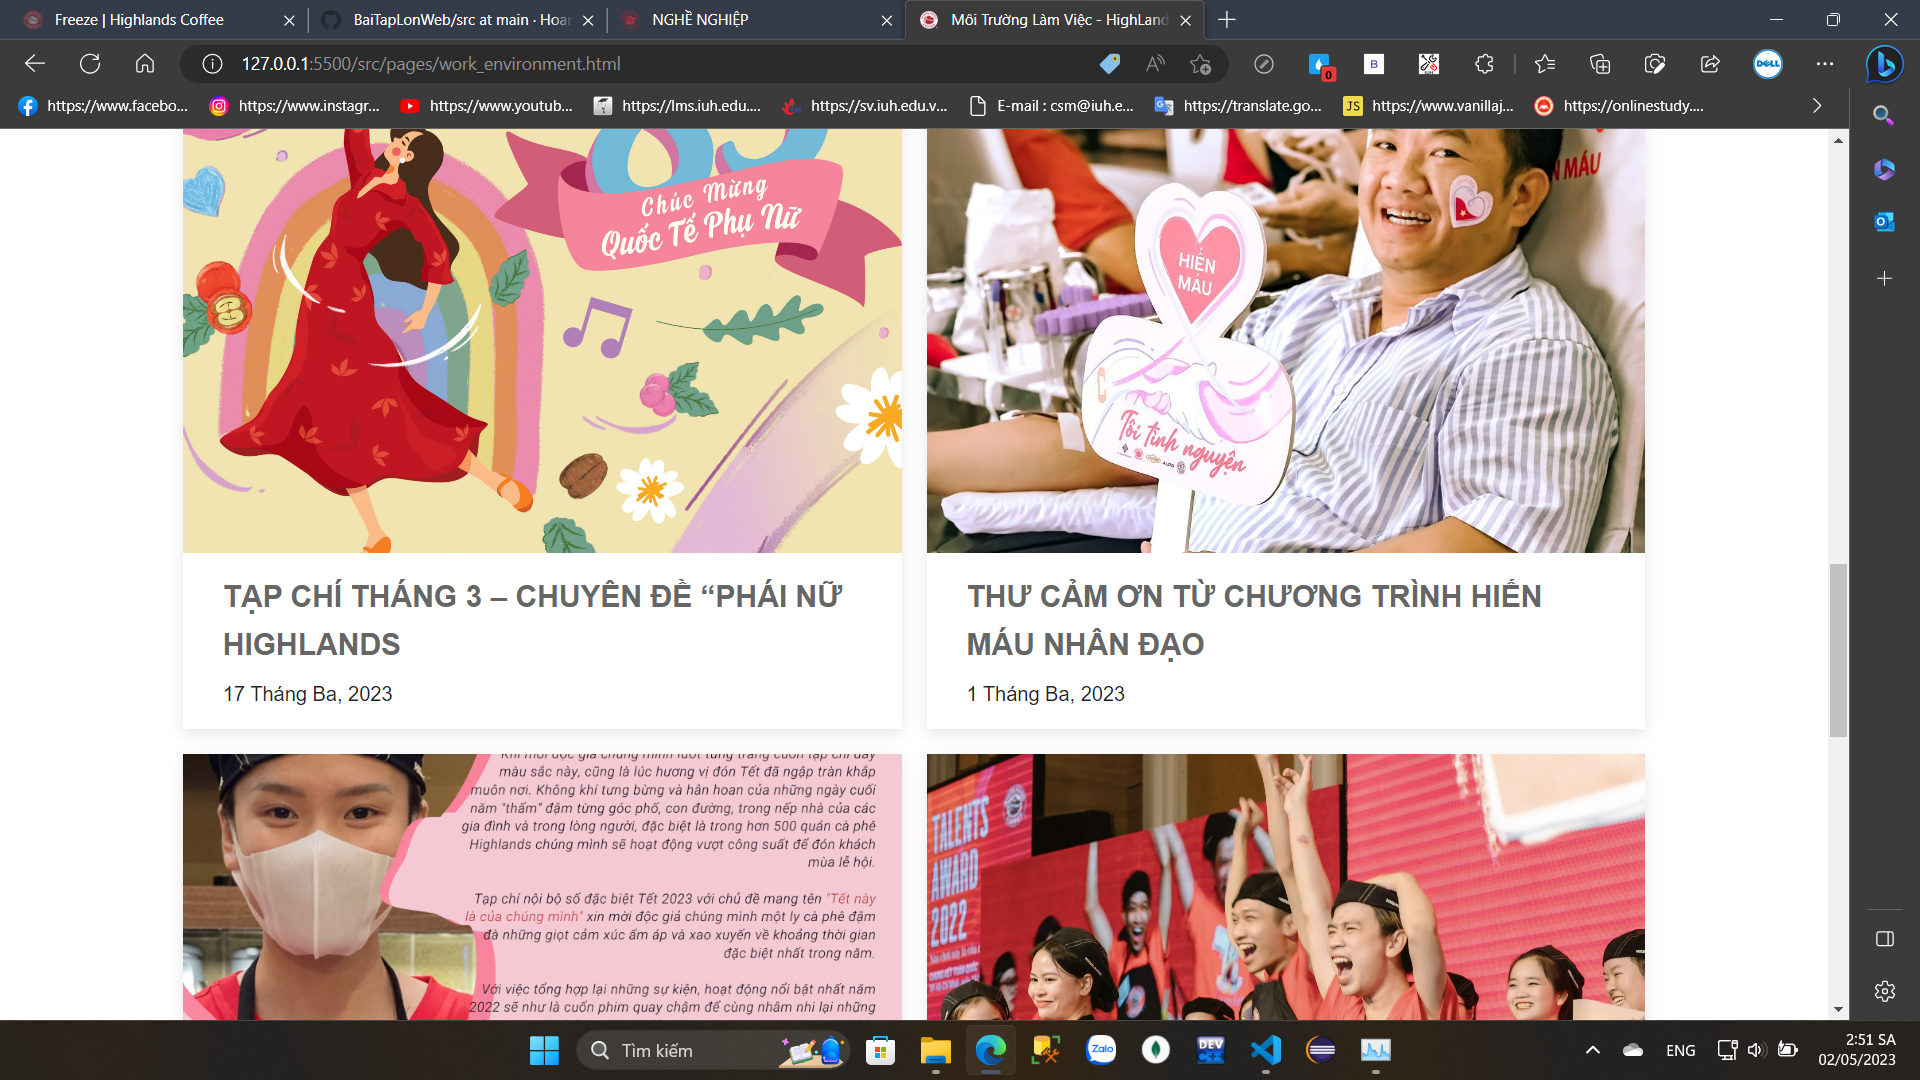 Freeze | Highlands Coffee
BaiTapLonWeb/src at main · Hoan
NGHỀ NGHIỆP
Môi Trường Làm Việc - HighLand
127.0.0.1:5500/src/pages/work_environment.html
0
B
DELL
https://www.facebo...
https://www.instagr...
https://www.youtub...
https://lms.iuh.edu....
https://sv.iuh.edu.v...
E-mail : csm@iuh.e...
https://translate.go...
JS
https://www.vanillaj...
https://onlinestudy....
Chúc Mừng
Quốc Tế Phụ Nữ
N MÁU
HIẾN
MÁU
Tôi tình nguyện
ALDO
TẠP CHÍ THÁNG 3 – CHUYÊN ĐỀ “PHÁI NỮ
HIGHLANDS
17 Tháng Ba, 2023
THƯ CẢM ƠN TỪ CHƯƠNG TRÌNH HIẾN
MÁU NHÂN ĐẠO
1 Tháng Ba, 2023
màu sắc này, cũng là lúc hương vị đón Tết đã ngập tràn khắp
muôn nơi. Không khí tưng bừng và hân hoan của những ngày cuối
năm "thấm" đậm từng góc phố, con đường, trong nếp nhà của các
gia đình và trong lòng người, đặc biệt là trong hơn 500 quán cà phê
Highlands chúng mình sẽ hoạt động vượt công suất để đón khách
mùa lễ hội.
Tạp chí nội bộ số đặc biệt Tết 2023 với chủ đề mang tên "Tết này
là của chúng mình" xin mời độc giả chúng mình một ly cà phê đậm
đà những giọt cảm xúc ấm áp và xao xuyến về khoảng thời gian
đặc biệt nhất trong năm.
Với việc tổng hợp lại những sự kiện, hoạt động nổi bật nhất năm
2022 sẽ như là cuốn phim quay chậm để cùng nhâm nhi lại những
TALENTS
AWARD
2022
Tìm kiếm
Zalo
DEV
ENG
2:51 SA
02/05/2023